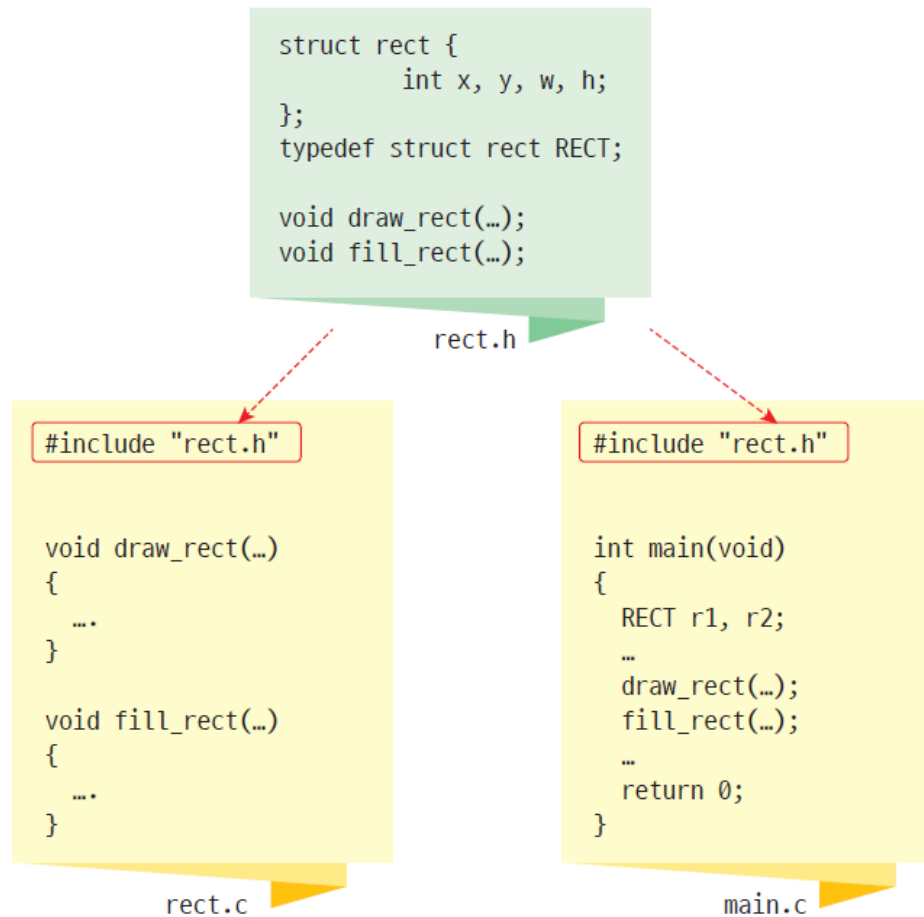 struct rect {
int x, y, w, h;
};
typedef struct rect RECT;
void draw_rect(…);
void fill_rect(…);
rect.h
#include "rect.h"
void draw_rect(…)
{
….
}
void fill_rect(…)
{
….
}
rect.c
#include "rect.h"
int main(void)
{
RECT r1, r2;
…
draw_rect(…);
fill_rect(…);
…
return 0;
}
main.c